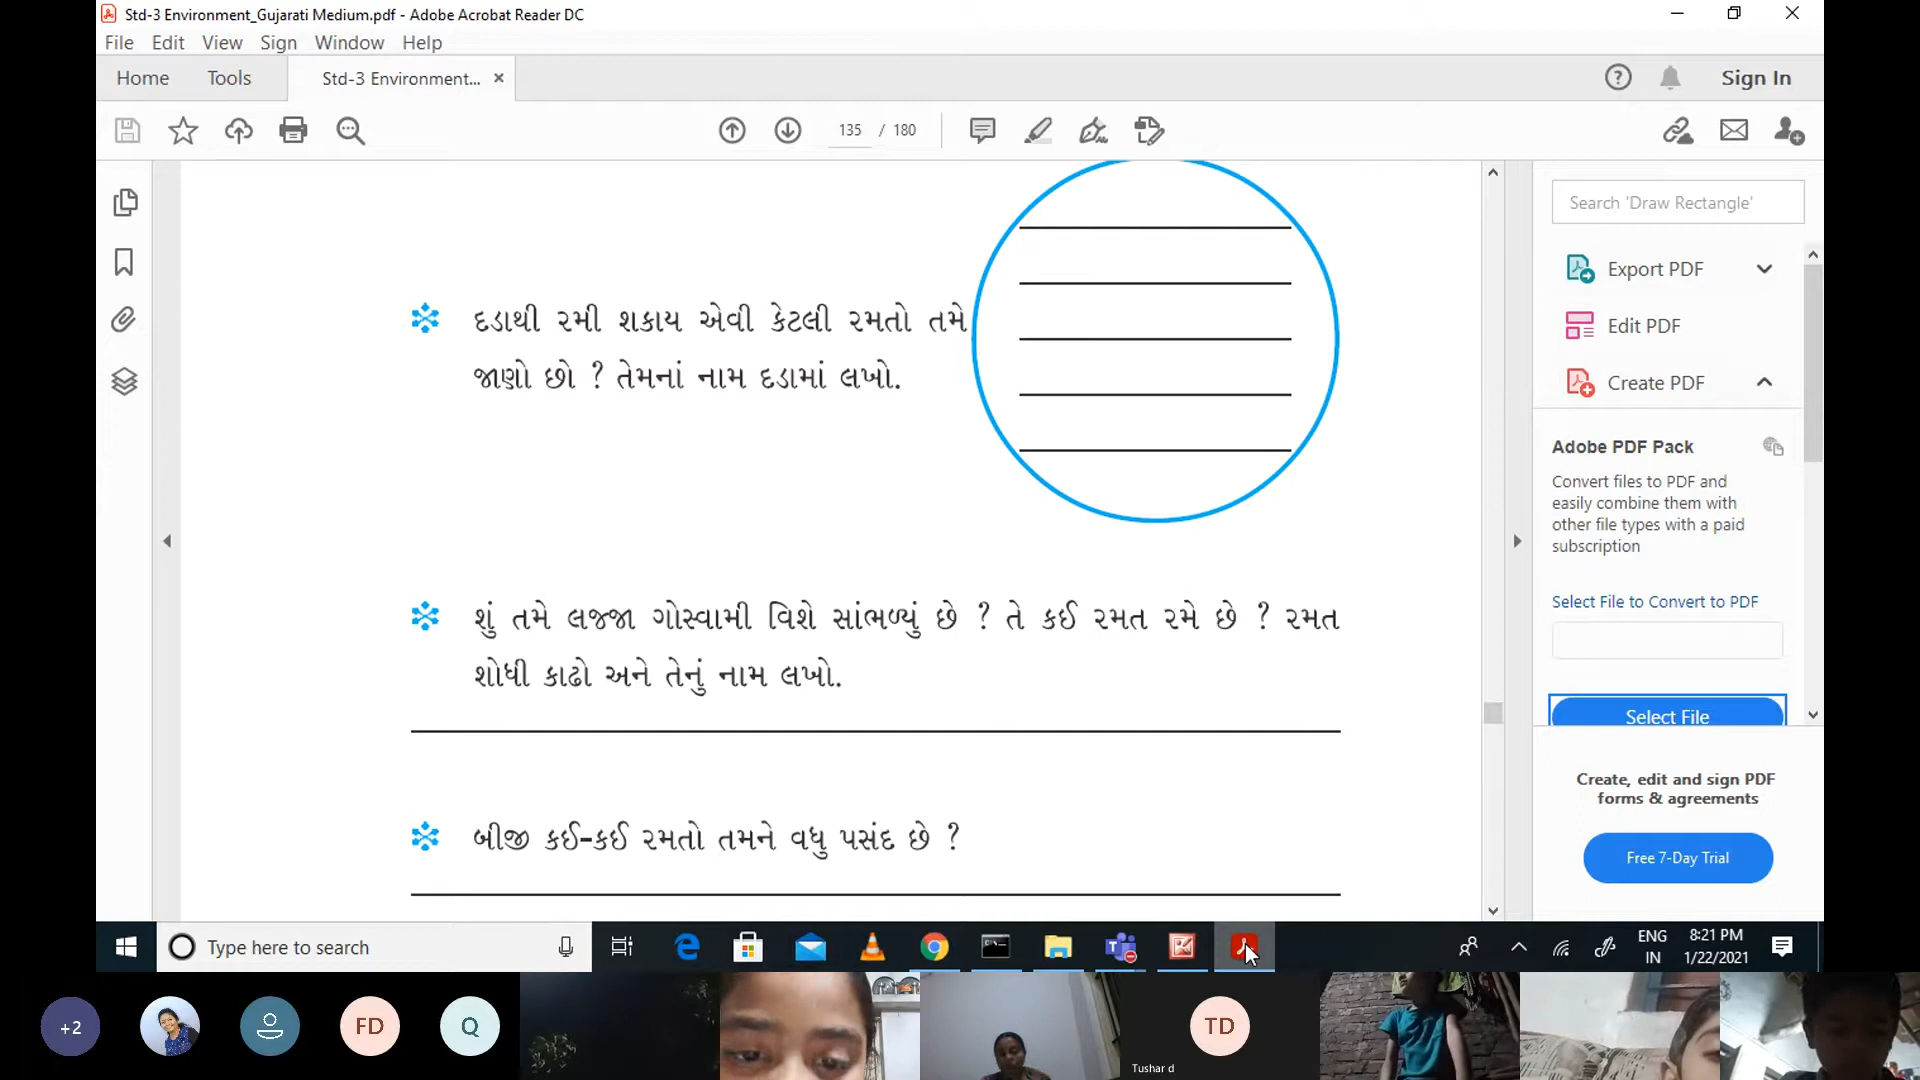 Std-3 Environment_Gujarati Medium.pdf - Adobe Acrobat Reader DC
File Edit View Sign Window Help
Home Tools Std-3 Environment... × Sign In
135 / 180
દડાથી રમી શકાય એવી કેટલી રમતો તમે
જાણો છો ? તેમનાં નામ દડામાં લખો.
શું તમે લજ્જા ગોસ્વામી વિશે સાંભળ્યું છે ? તે કઈ રમત રમે છે ? રમત
શોધી કાઢો અને તેનું નામ લખો.
બીજી કઈ-કઈ રમતો તમને વધુ પસંદ છે ?
Search 'Draw Rectangle'
Export PDF
Edit PDF
Create PDF
Adobe PDF Pack
Convert files to PDF and
easily combine them with
other file types with a paid
subscription
Select File to Convert to PDF
Select File
Create, edit and sign PDF
forms & agreements
Free 7-Day Trial
Type here to search
ENG
IN
8:21 PM
1/22/2021
+2 FD Q TD
Tushar d